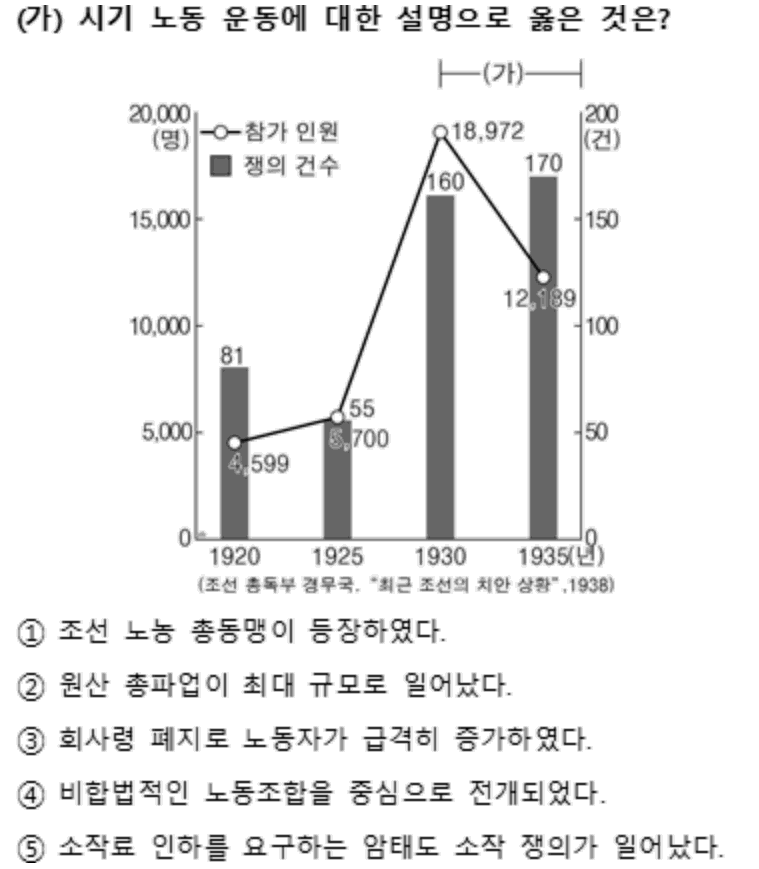 (가) 시기 노동 운동에 대한 설명으로 옳은 것은?
(가)
20,000
(명)
참가 인원
쟁의 건수
18,972
200
(건)
160
170
15,000
150
12,189
10,000
100
81
55
5,700
5,000
50
4,599
0
0
1920
1925
1930
1935(년)
(조선 총독부 경무국, "최근 조선의 치안 상황",1938)
① 조선 노농 총동맹이 등장하였다.
② 원산 총파업이 최대 규모로 일어났다.
③ 회사령 폐지로 노동자가 급격히 증가하였다.
④ 비합법적인 노동조합을 중심으로 전개되었다.
⑤ 소작료 인하를 요구하는 암태도 소작 쟁의가 일어났다.